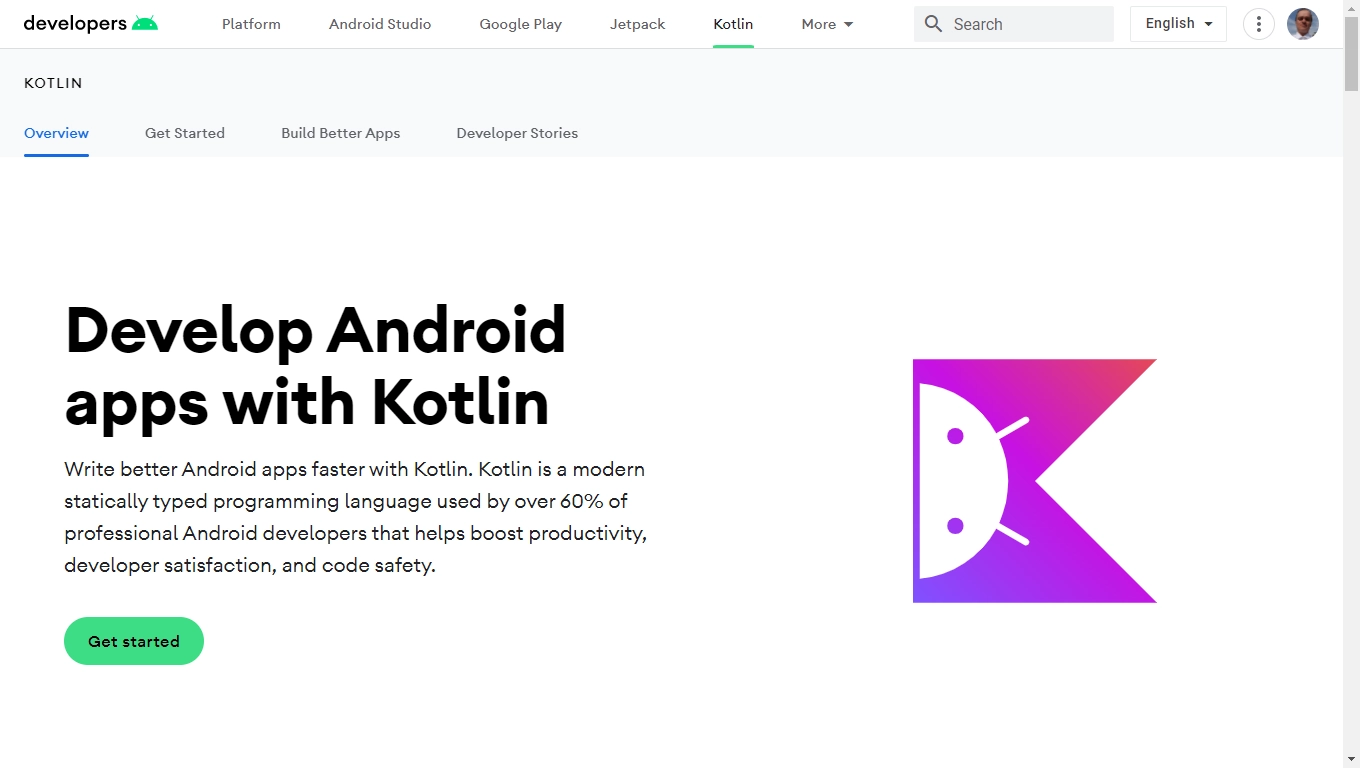 developers
Platform
Android Studio
Google Play
Jetpack
Kotlin
More
Search
English
KOTLIN
Overview
Get Started
Build Better Apps
Developer Stories
Develop Android
apps with Kotlin
Write better Android apps faster with Kotlin. Kotlin is a modern
statically typed programming language used by over 60% of
professional Android developers that helps boost productivity,
developer satisfaction, and code safety.
Get started